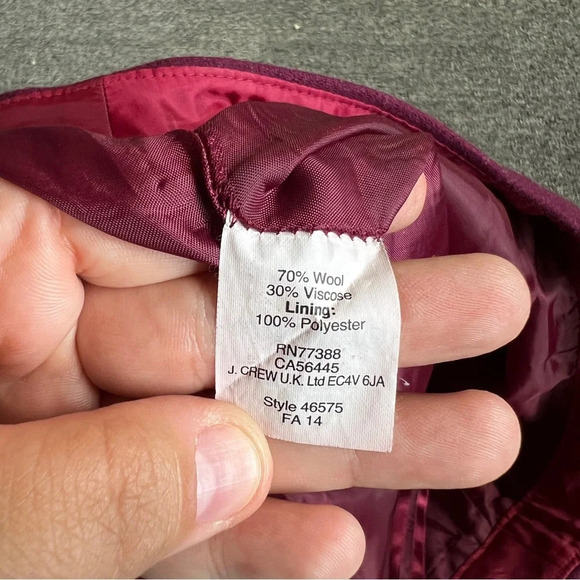 70% Wool
30% Viscose
Lining:
100% Polyester
RN77388
CA56445
J. CREW U.K. Ltd EC4V 6JA
Style 46575
FA 14